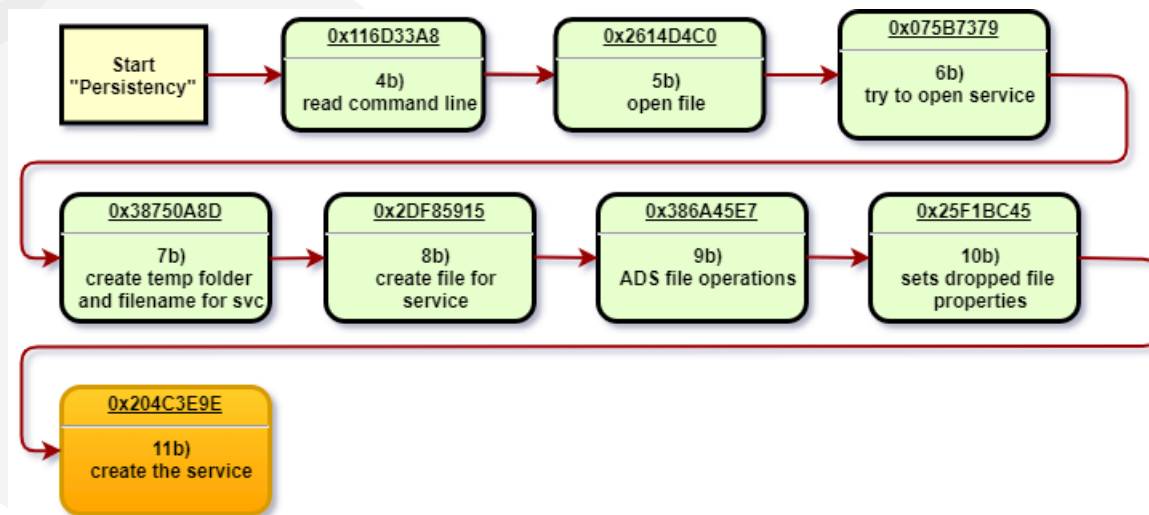 Start
"Persistency"
0x116D33A8
4b)
read command line
0x2614D4C0
5b)
open file
0x075B7379
6b)
try to open service
0x38750A8D
7b)
create temp folder
and filename for svc
0x2DF85915
8b)
create file for
service
0x386A45E7
9b)
ADS file operations
0x25F1BC45
10b)
sets dropped file
properties
0x204C3E9E
11b)
create the service